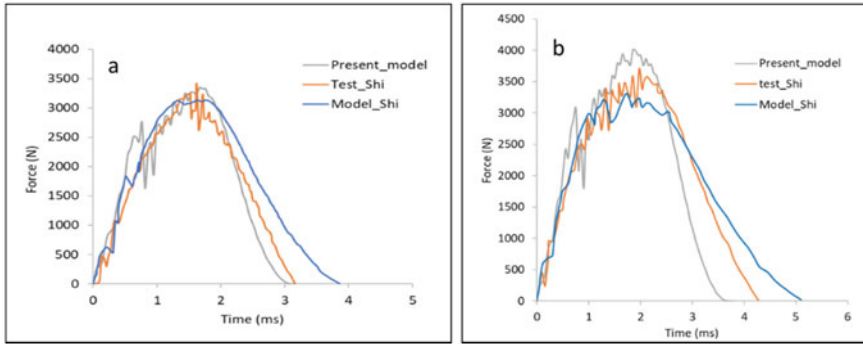 a
4000
3500
3000
2500
2000
1500
1000
500
0
Force (N)
0 1 2 3 4 5
Time (ms)
Present_model
Test_Shi
Model_Shi
b
4500
4000
3500
3000
2500
2000
1500
1000
500
0
Force (N)
0 1 2 3 4 5 6
Time (ms)
Present_model
test_Shi
Model_Shi